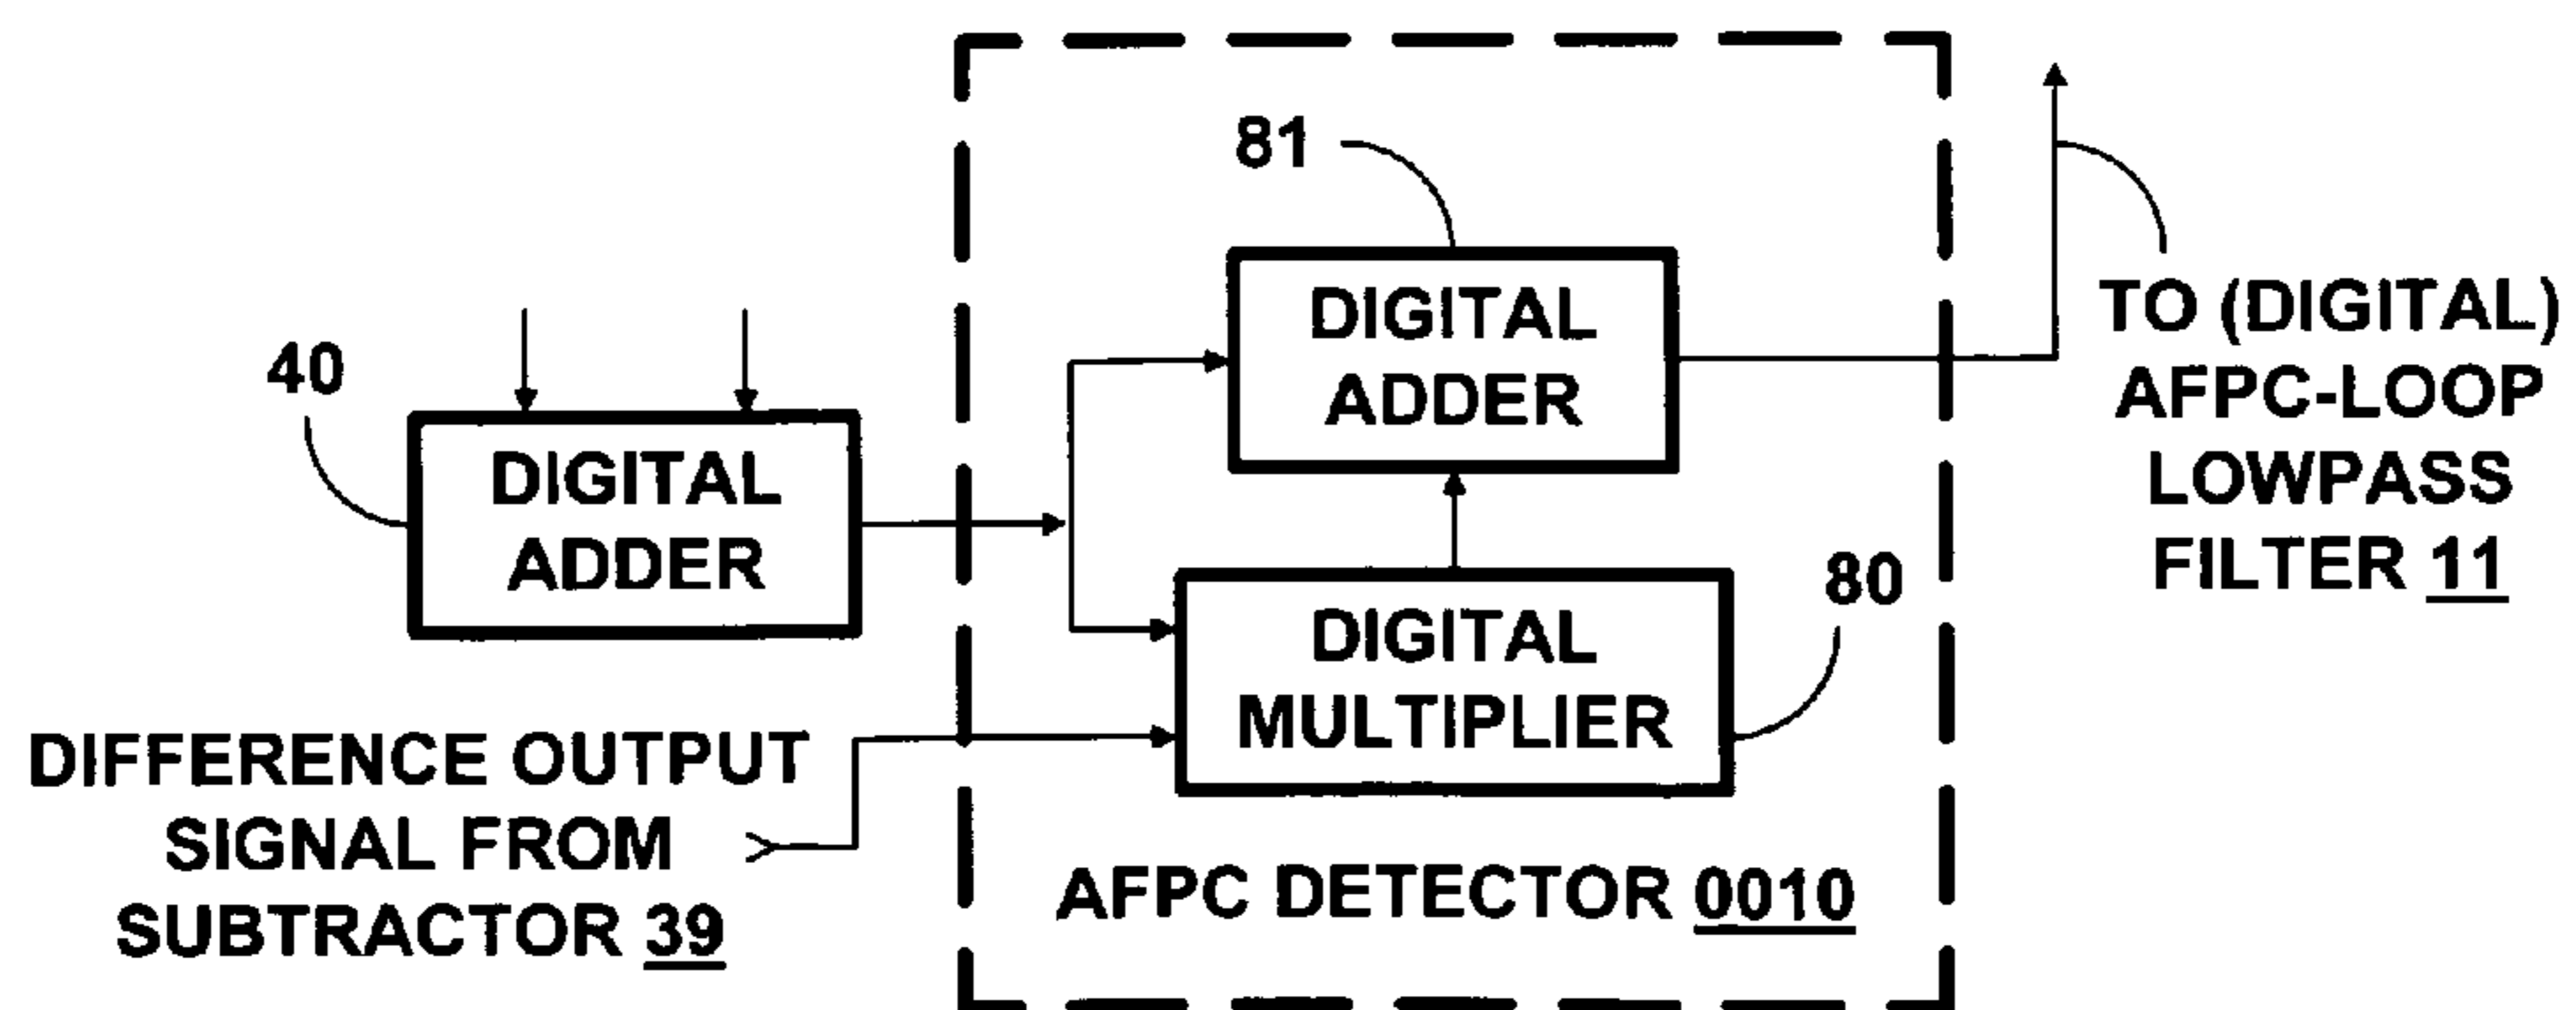 81
DIGITAL
ADDER
TO (DIGITAL)
AFPC-LOOP
LOWPASS
FILTER 11
40
DIGITAL
ADDER
80
DIGITAL
MULTIPLIER
DIFFERENCE OUTPUT
SIGNAL FROM
SUBTRACTOR 39
AFPC DETECTOR 0010